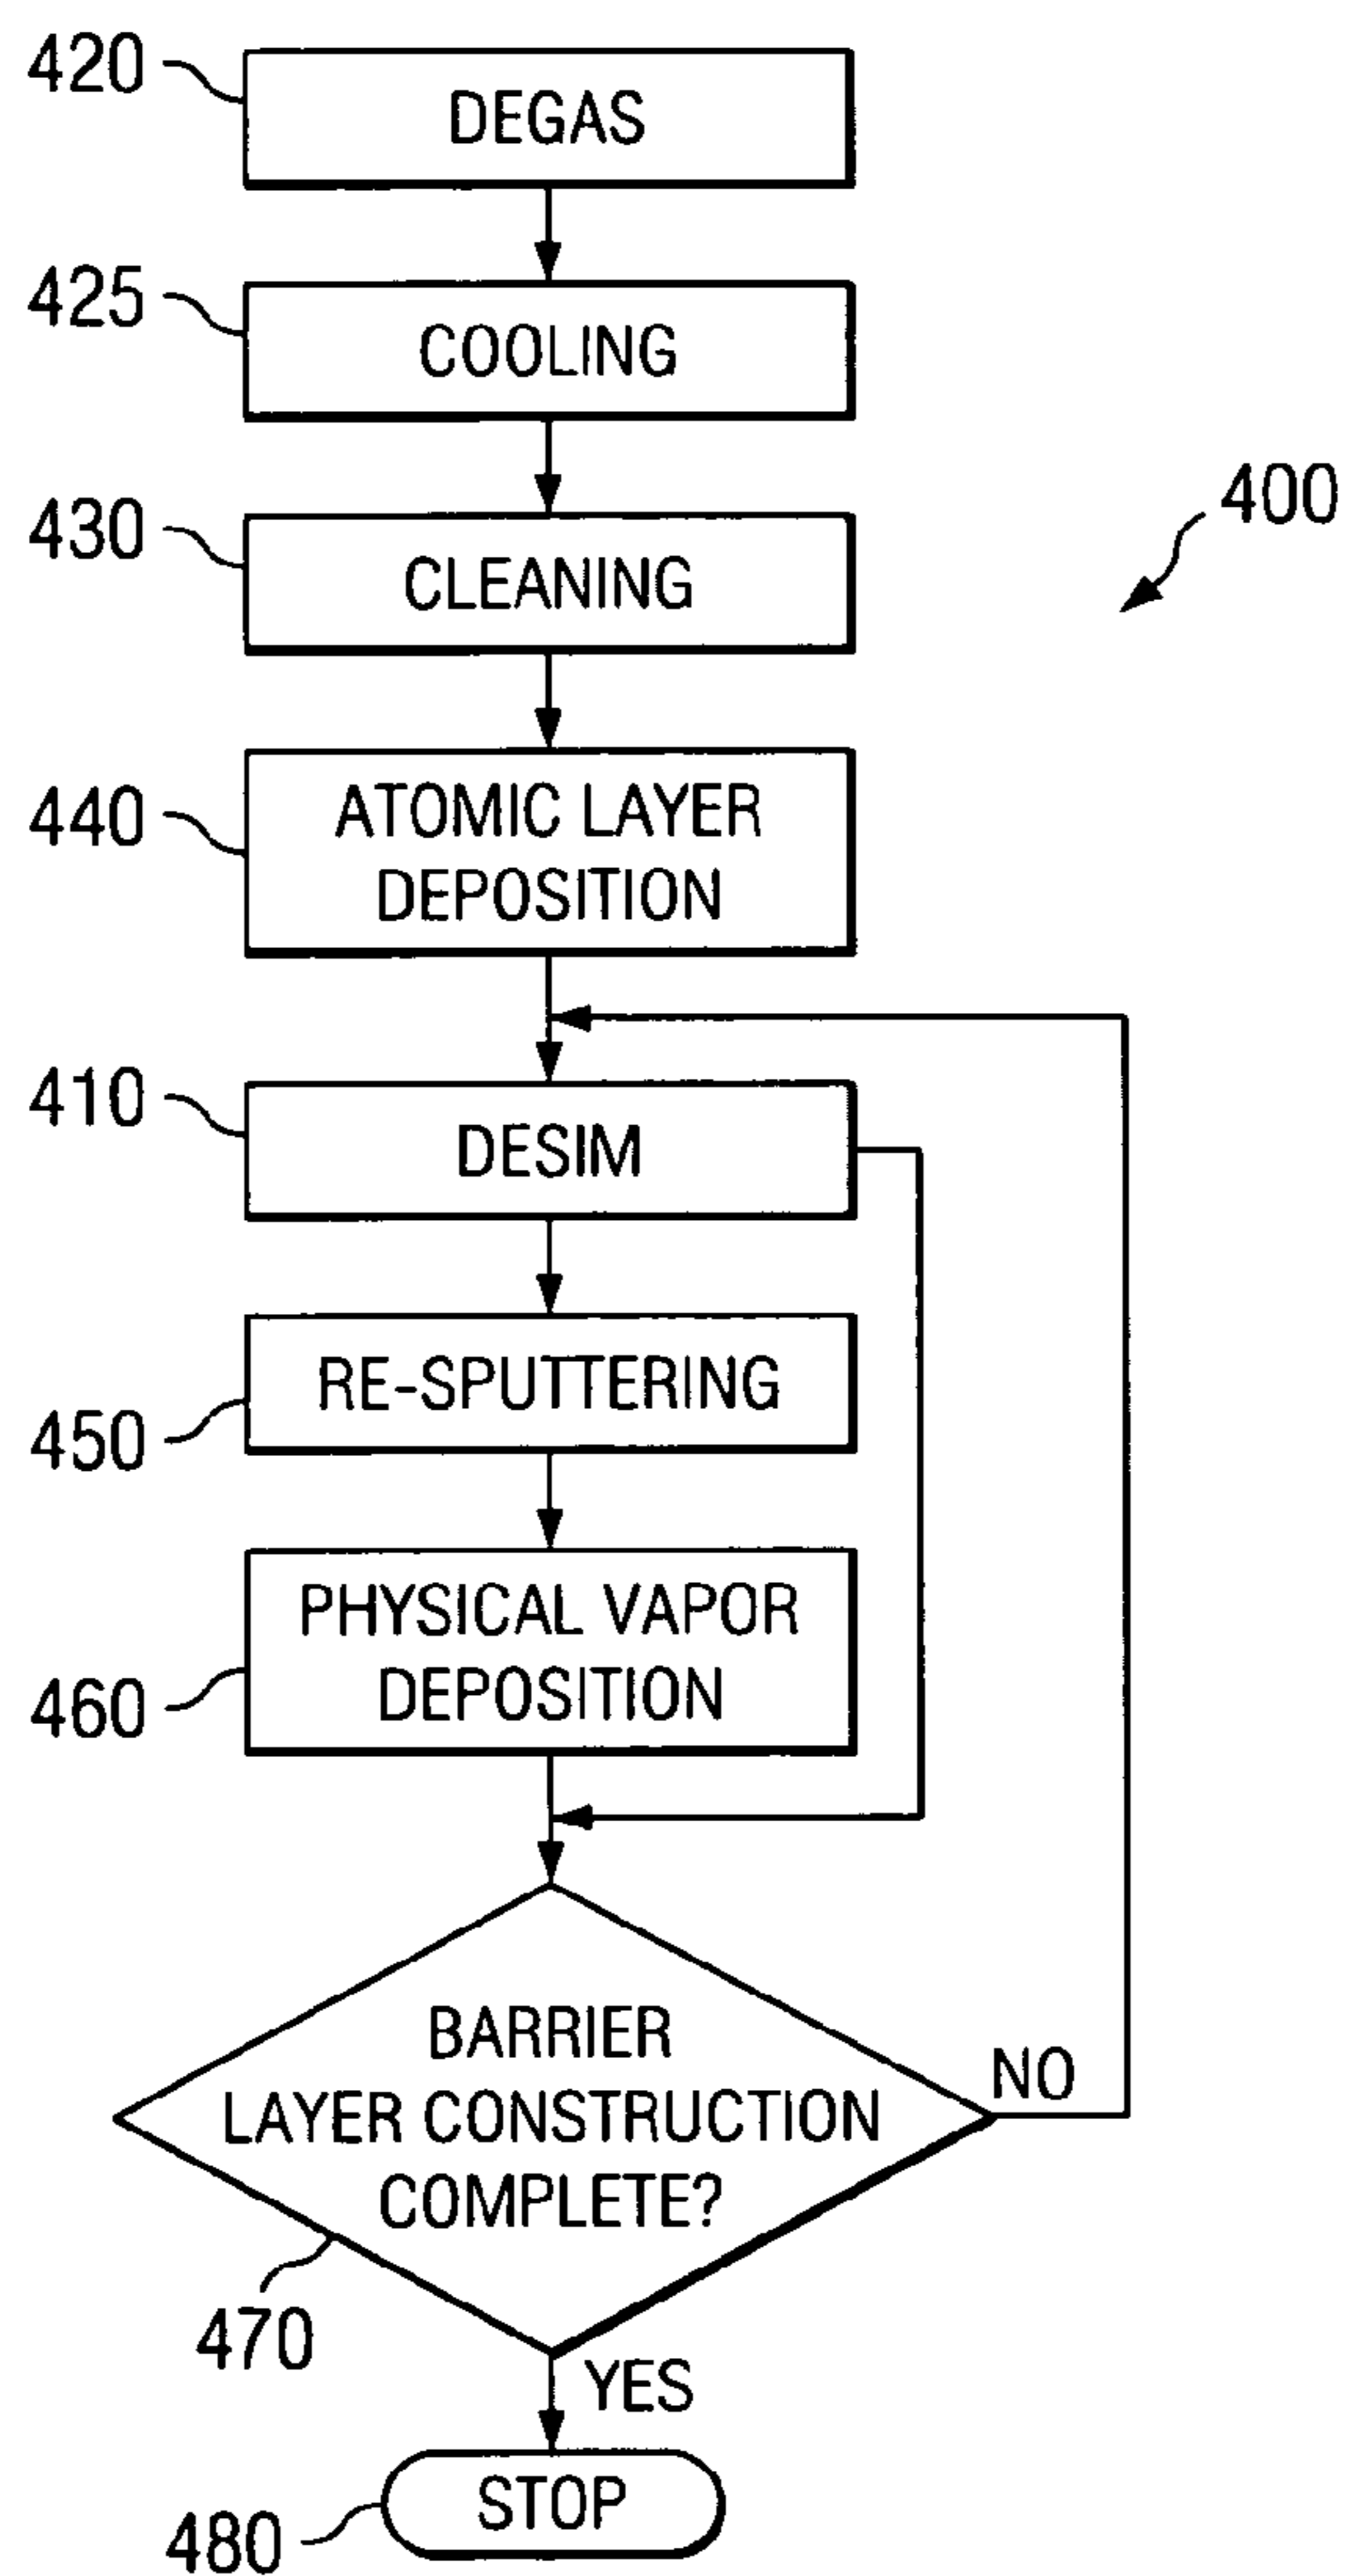 420
DEGAS
425
COOLING
400
430
CLEANING
440
ATOMIC LAYER
DEPOSITION
410
DESIM
RE-SPUTTERING
450
PHYSICAL VAPOR
DEPOSITION
460
BARRIER
LAYER CONSTRUCTION
COMPLETE?
NO
470
YES
STOP
480